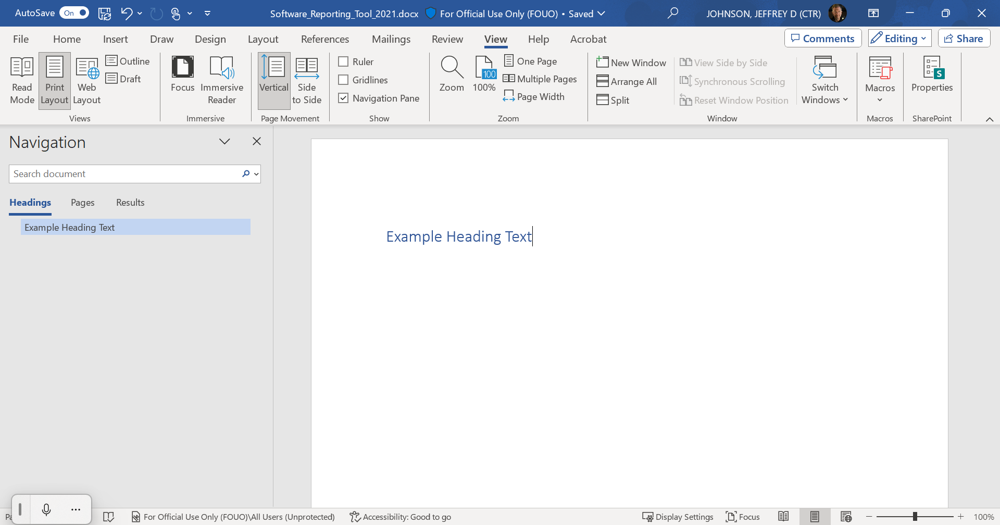 AutoSave On Software_Reporting_Tool_2021.docx For Official Use Only (FOUO) • Saved JOHNSON, JEFFREY D (CTR)
File Home Insert Draw Design Layout References Mailings Review View Help Acrobat Comments Editing Share
Read Mode
Print Layout
Web Layout
Outline
Draft
Views
Focus
Immersive Reader
Immersive
Vertical
Side to Side
Page Movement
Ruler
Gridlines
Navigation Pane
Show
Zoom
100
100%
One Page
Multiple Pages
Page Width
Zoom
New Window
Arrange All
Split
View Side by Side
Synchronous Scrolling
Reset Window Position
Switch Windows
Window
Macros
Macros
S
Properties
SharePoint
Navigation
Search document
Headings Pages Results
Example Heading Text
Example Heading Text
For Official Use Only (FOUO)\All Users (Unprotected) Accessibility: Good to go Display Settings Focus 100%